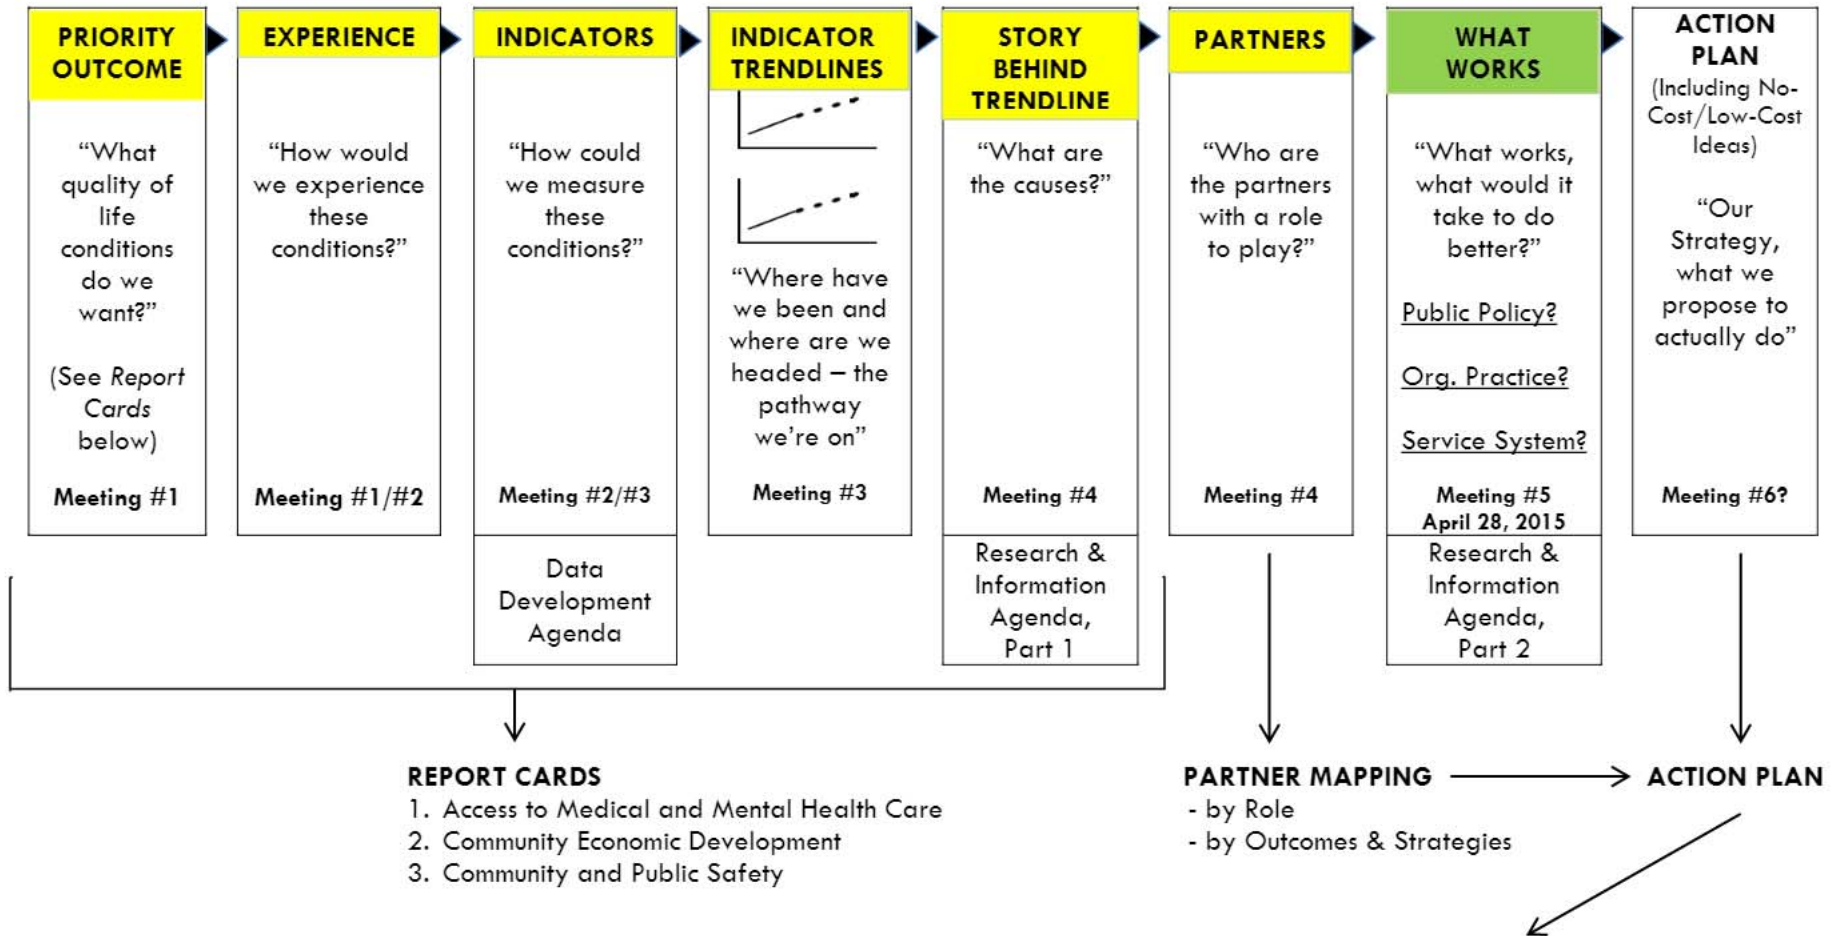 PRIORITY
OUTCOME
“What
quality of
life
conditions
do we
want?”
(See Report
Cards
below)
Meeting #1
EXPERIENCE
“How would
we experience
these
conditions?”
Meeting #1/#2
INDICATORS
“How could
we measure
these
conditions?”
Meeting #2/#3
Data
Development
Agenda
INDICATOR
TRENDLINES
“Where have
we been and
where are we
headed – the
pathway
we’re on”
Meeting #3
STORY
BEHIND
TRENDLINE
“What are
the causes?”
Meeting #4
Research &
Information
Agenda,
Part 1
PARTNERS
“Who are
the partners
with a role
to play?”
Meeting #4
WHAT
WORKS
“What works,
what would it
take to do
better?”
Public Policy?
Org. Practice?
Service System?
Meeting #5
April 28, 2015
Research &
Information
Agenda,
Part 2
ACTION
PLAN
(Including No-
Cost/Low-Cost
Ideas)
“Our
Strategy,
what we
propose to
actually do”
Meeting #6?
REPORT CARDS
1. Access to Medical and Mental Health Care
2. Community Economic Development
3. Community and Public Safety
PARTNER MAPPING
- by Role
- by Outcomes & Strategies
ACTION PLAN